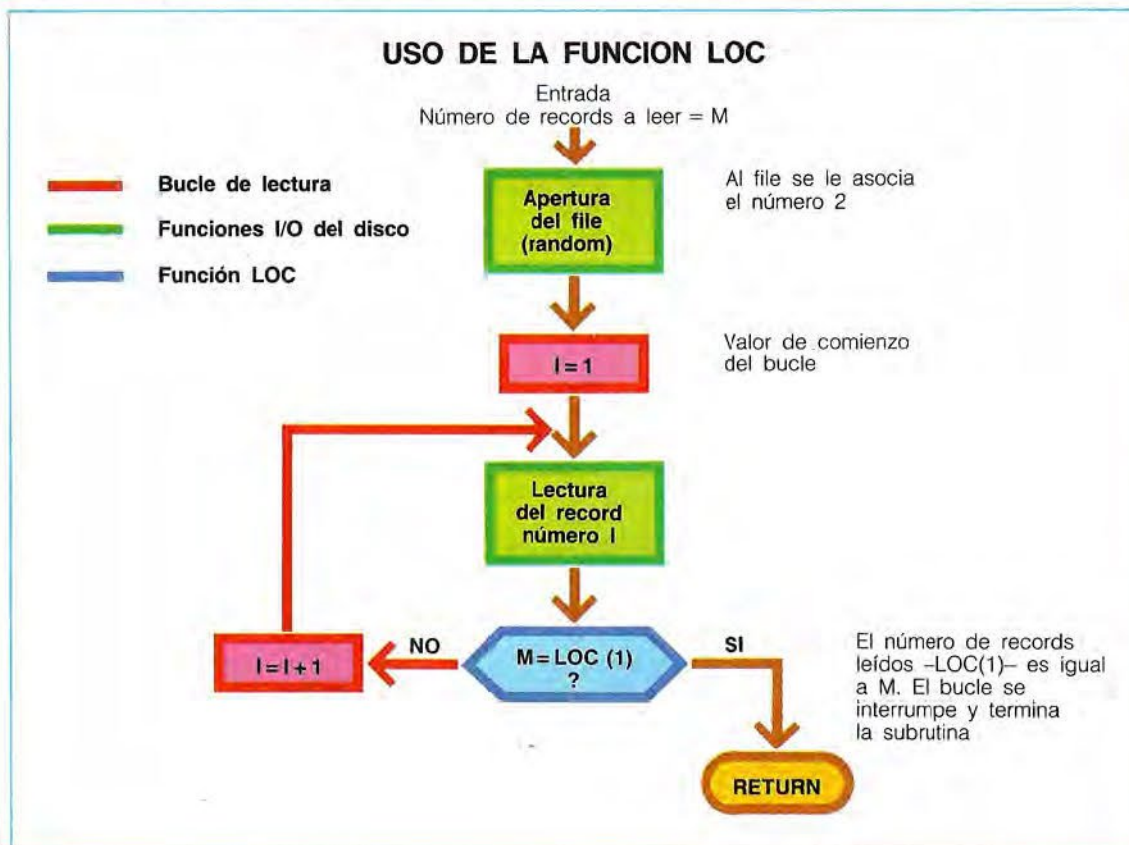 USO DE LA FUNCION LOC
Entrada
Número de records a leer = M
Bucle de lectura
Funciones I/O del disco
Función LOC
Apertura
del file
(random)
Al file se le asocia
el número 2
I = 1
Valor de comienzo
del bucle
Lectura
del record
número I
I = I + 1
NO
M = LOC (1)
?
SI
El número de records
leídos –LOC(1)– es igual
a M. El bucle se
interrumpe y termina
la subrutina
RETURN